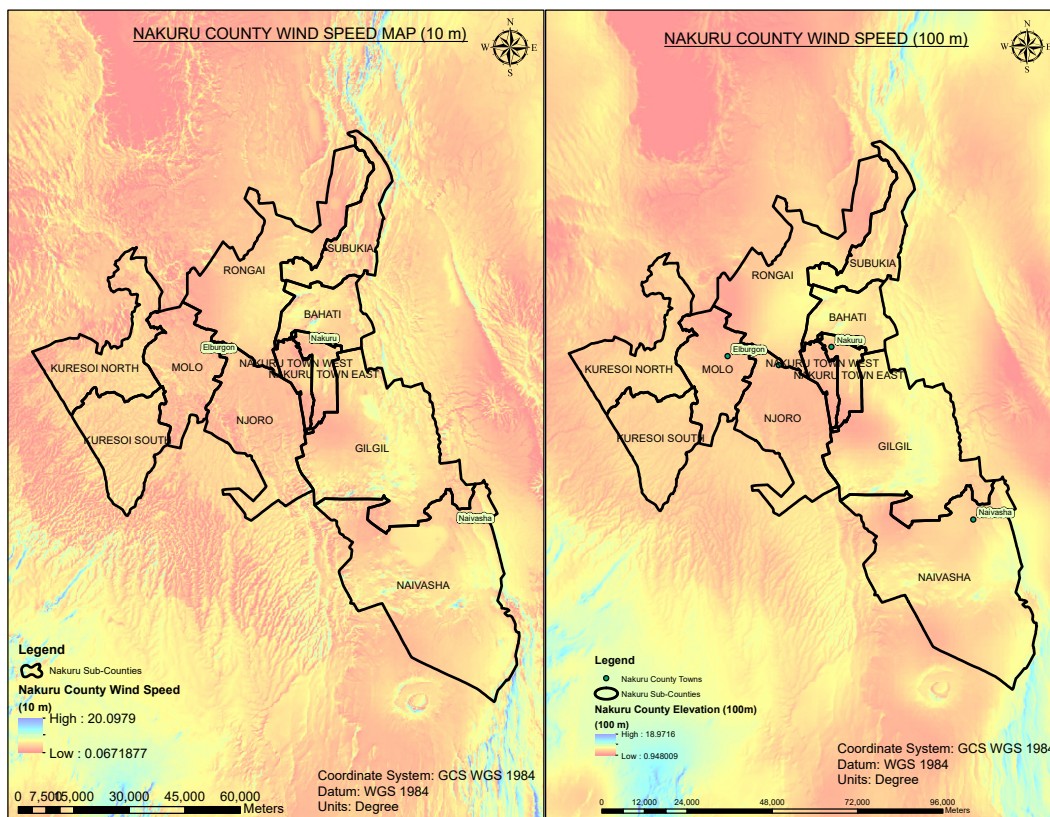 NAKURU COUNTY WIND SPEED MAP (10 m)
N
W E
S
SUBUKIA
RONGAI
BAHATI
Nakuru
Elburgon
KURESOI NORTH
MOLO
NAKURU TOWN WEST
NAKURU TOWN EAST
NJORO
KURESOI SOUTH
GILGIL
Naivasha
NAIVASHA
Legend
Nakuru Sub-Counties
Nakuru County Wind Speed
(10 m)
High : 20.0979
Low : 0.0671877
Coordinate System: GCS WGS 1984
Datum: WGS 1984
Units: Degree
0 7,500 15,000 30,000 45,000 60,000
Meters
NAKURU COUNTY WIND SPEED (100 m)
N
W E
S
SUBUKIA
RONGAI
BAHATI
Nakuru
Elburgon
KURESOI NORTH
MOLO
NAKURU TOWN WEST
NAKURU TOWN EAST
NJORO
KURESOI SOUTH
GILGIL
Naivasha
NAIVASHA
Legend
Nakuru County Towns
Nakuru Sub-Counties
Nakuru County Elevation (100m)
(100 m)
High : 18.9716
Low : 0.948009
Coordinate System: GCS WGS 1984
Datum: WGS 1984
Units: Degree
0 12,000 24,000 48,000 72,000 96,000
Meters